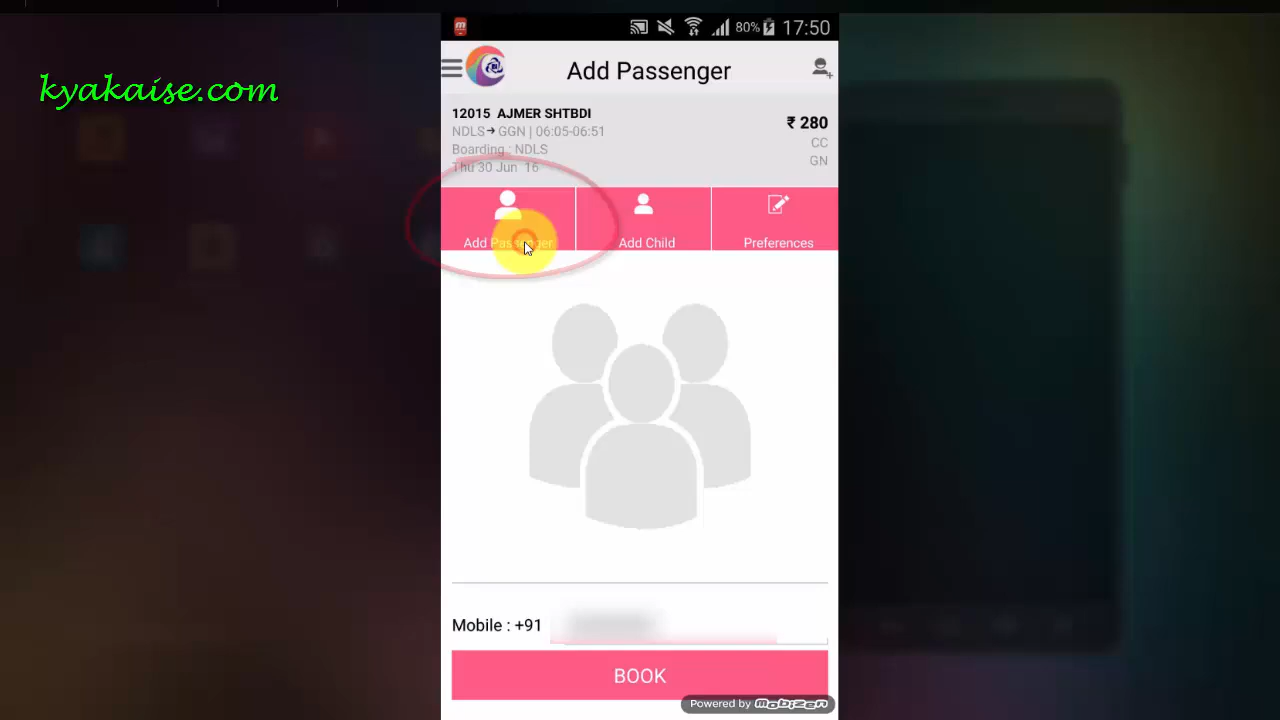 80% 17:50
kyakaise.com
Add Passenger
12015 AJMER SHTBDI
NDLS→ GGN | 06:05-06:51
₹ 280
Boarding : NDLS
CC
Thu 30 Jun 16
GN
Add Passenger
Add Child
Preferences
Mobile : +91
BOOK
Powered by mobizen